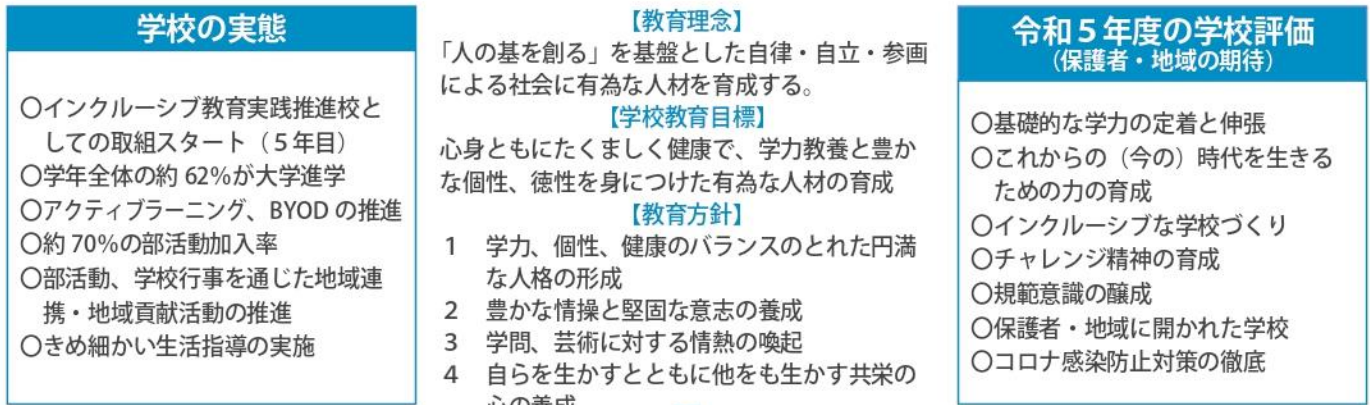 学校の実態
〇インクルーシブ教育実践推進校と
しての取組スタート（５年目）
〇学年全体の約 62%が大学進学
〇アクティブラーニング、BYOD の推進
〇約 70%の部活動加入率
〇部活動、学校行事を通じた地域連
携・地域貢献活動の推進
〇きめ細かい生活指導の実施
【教育理念】
「人の基を創る」を基盤とした自律・自立・参画
による社会に有為な人材を育成する。
【学校教育目標】
心身ともにたくましく健康で、学力教養と豊か
な個性、徳性を身につけた有為な人材の育成
【教育方針】
1　学力、個性、健康のバランスのとれた円満
な人格の形成
2　豊かな情操と堅固な意志の養成
3　学問、芸術に対する情熱の喚起
4　自らを生かすとともに他をも生かす共栄の
心の養成
令和５年度の学校評価
（保護者・地域の期待）
〇基礎的な学力の定着と伸張
〇これからの（今の）時代を生きる
ための力の育成
〇インクルーシブな学校づくり
〇チャレンジ精神の育成
〇規範意識の醸成
〇保護者・地域に開かれた学校
〇コロナ感染防止対策の徹底